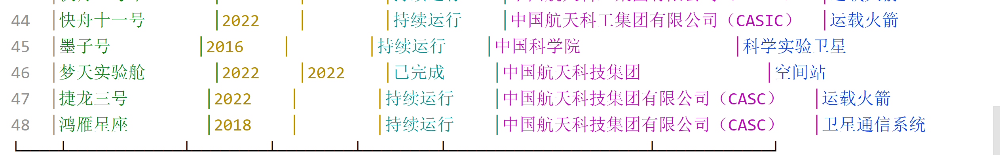 44 │快舟十一号 │2022 │ │持续运行 │中国航天科工集团有限公司（CASIC） │运载火箭
45 │墨子号 │2016 │ │持续运行 │中国科学院 │科学实验卫星
46 │梦天实验舱 │2022 │2022 │已完成 │中国航天科技集团 │空间站
47 │捷龙三号 │2022 │ │持续运行 │中国航天科技集团有限公司（CASC） │运载火箭
48 │鸿雁星座 │2018 │ │持续运行 │中国航天科技集团有限公司（CASC） │卫星通信系统